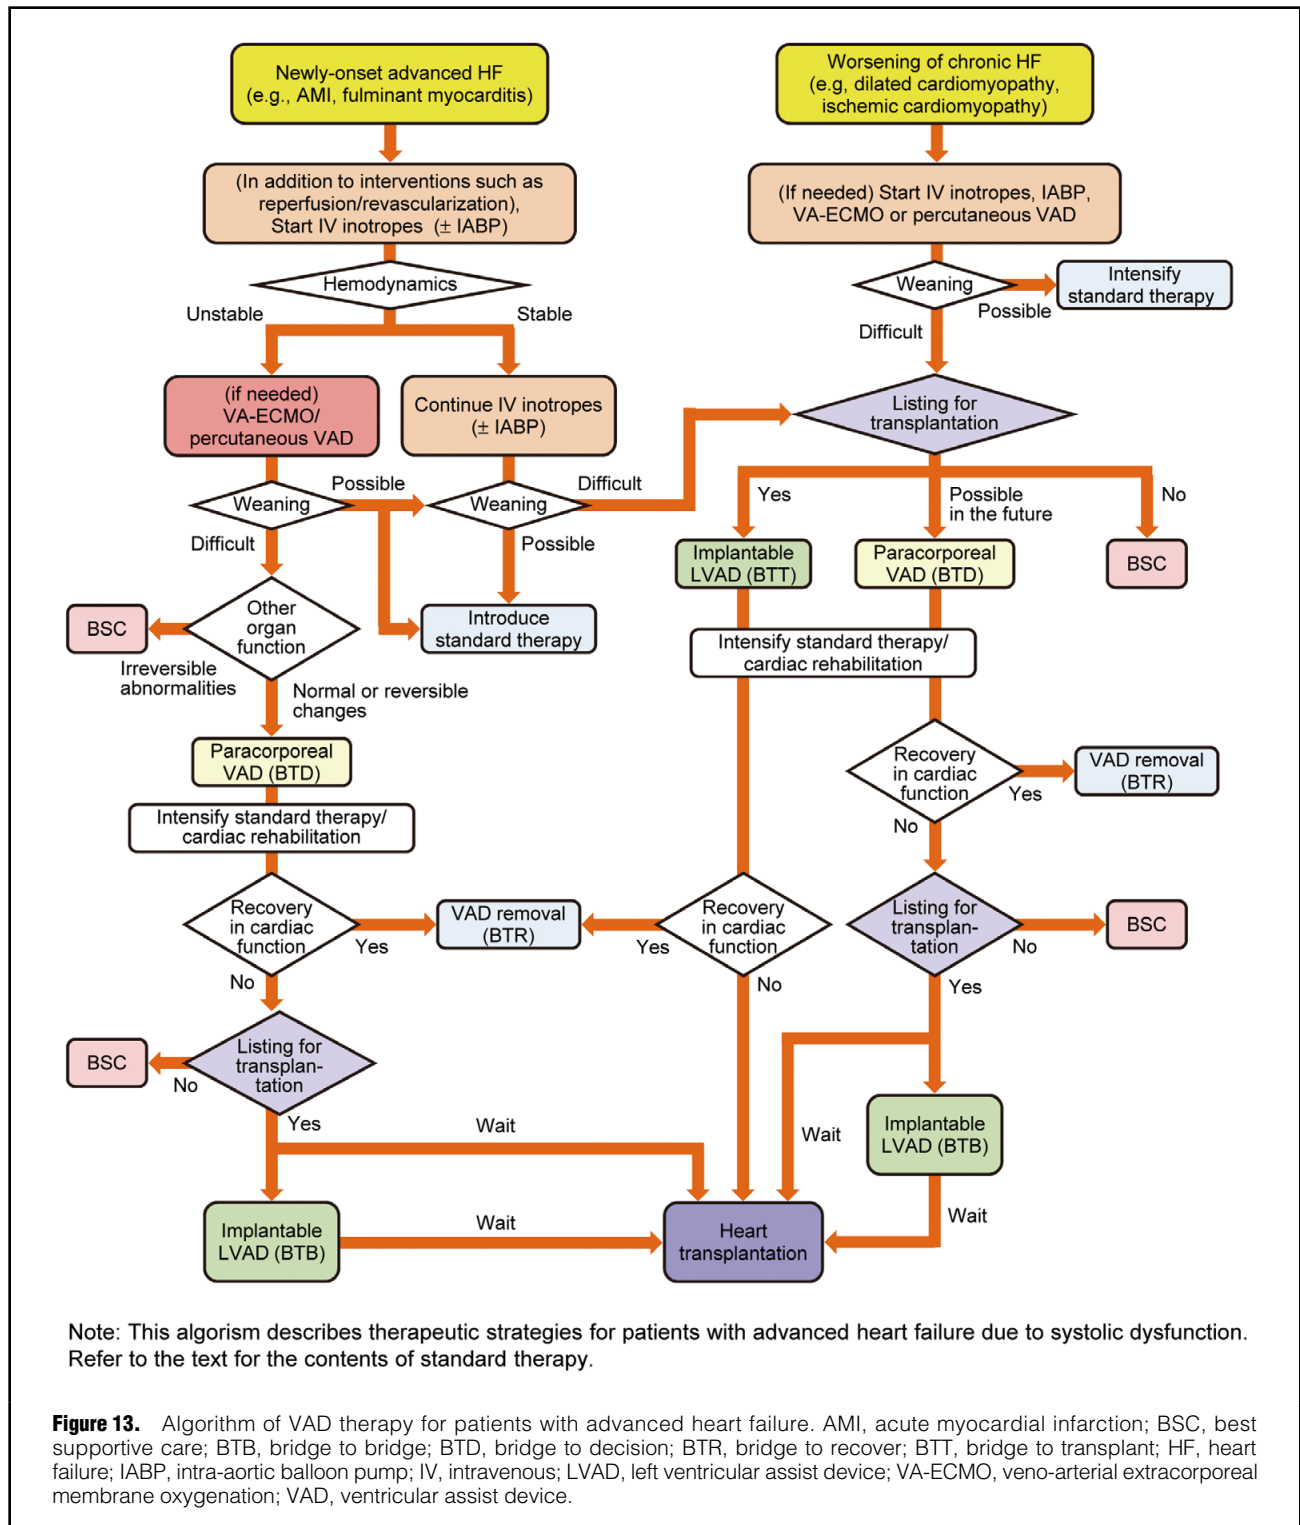 Newly-onset advanced HF
(e.g., AMI, fulminant myocarditis)
Worsening of chronic HF
(e.g, dilated cardiomyopathy,
ischemic cardiomyopathy)
(In addition to interventions such as
reperfusion/revascularization),
Start IV inotropes (± IABP)
(If needed) Start IV inotropes, IABP,
VA-ECMO or percutaneous VAD
Hemodynamics
Unstable
Stable
Weaning
Possible
Intensify
standard therapy
Difficult
(if needed)
VA-ECMO/
percutaneous VAD
Continue IV inotropes
(± IABP)
Listing for
transplantation
Weaning
Possible
Weaning
Difficult
Yes
Possible
in the future
No
Difficult
Possible
Implantable
LVAD (BTT)
Paracorporeal
VAD (BTD)
BSC
BSC
Other
organ
function
Introduce
standard therapy
Intensify standard therapy/
cardiac rehabilitation
Irreversible
abnormalities
Normal or reversible
changes
Paracorporeal
VAD (BTD)
Recovery
in cardiac
function
Yes
VAD removal
(BTR)
No
Intensify standard therapy/
cardiac rehabilitation
Recovery
in cardiac
function
Yes
VAD removal
(BTR)
Yes
Recovery
in cardiac
function
Listing for
transplan-
tation
No
BSC
No
No
Yes
BSC
No
Listing for
transplan-
tation
Yes
Wait
Wait
Implantable
LVAD (BTB)
Implantable
LVAD (BTB)
Wait
Heart
transplantation
Wait
Note: This algorism describes therapeutic strategies for patients with advanced heart failure due to systolic dysfunction.
Refer to the text for the contents of standard therapy.
Figure 13. Algorithm of VAD therapy for patients with advanced heart failure. AMI, acute myocardial infarction; BSC, best
supportive care; BTB, bridge to bridge; BTD, bridge to decision; BTR, bridge to recover; BTT, bridge to transplant; HF, heart
failure; IABP, intra-aortic balloon pump; IV, intravenous; LVAD, left ventricular assist device; VA-ECMO, veno-arterial extracorporeal
membrane oxygenation; VAD, ventricular assist device.